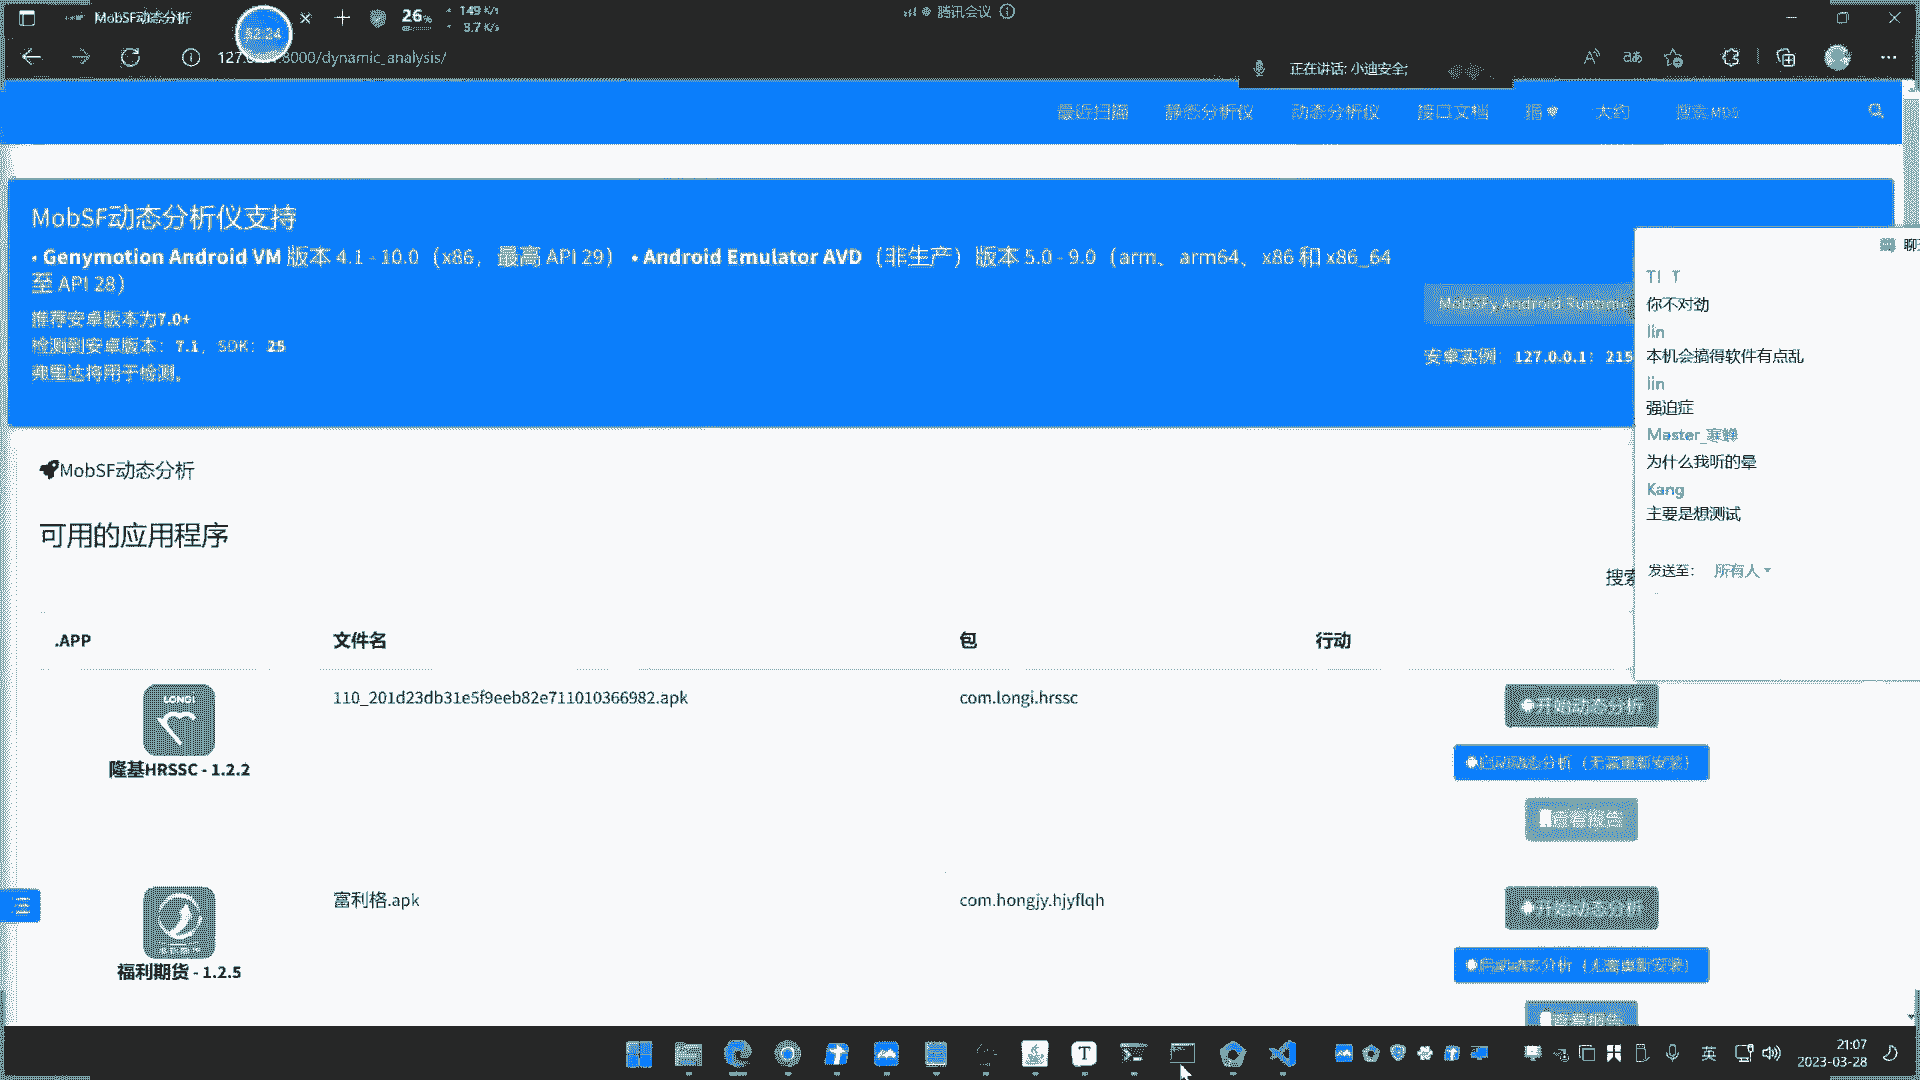 MobSF动态分析
52:24
26%
149 K/s
3.7 K/s
腾讯会议
8000/dynamic_analysis/
正在讲话: 小迪安全;
最近扫描 静态分析仪 动态分析仪 接口文档 捐 大约 搜索 MD5
MobSF动态分析仪支持
• Genymotion Android VM 版本 4.1 - 10.0（x86，最高 API 29） • Android Emulator AVD（非生产）版本 5.0 - 9.0（arm、arm64、x86 和 x86_64
至 API 28）
推荐安卓版本为7.0+
检测到安卓版本：7.1，SDK：25
弗里达将用于检测。
MobSFy Android Runtime
安卓实例：127.0.0.1：215
聊
T! T
你不对劲
lin
本机会搞得软件有点乱
lin
强迫症
Master_寒蝉
为什么我听的晕
Kang
主要是想测试
发送至： 所有人
MobSF动态分析
可用的应用程序
搜索
.APP 文件名 包 行动
LONGi
隆基HRSSC - 1.2.2
110_201d23db31e5f9eeb82e711010366982.apk
com.longi.hrssc
开始动态分析
启动动态分析（无需重新安装）
查看报告
福利期货 - 1.2.5
富利格.apk
com.hongjy.hjyflqh
开始动态分析
启动动态分析（无需重新安装）
查看报告
英
21:07
2023-03-28